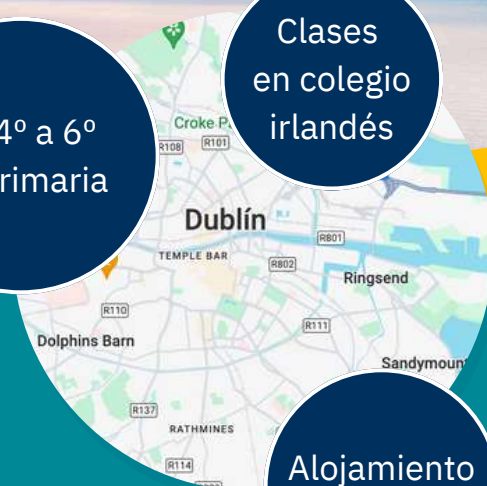 Clases
en colegio
irlandés
4º a 6º
rimaria
Croke P
R108
R101
Dublín
R801
TEMPLE BAR
R802
Ringsend
R110
R111
Dolphins Barn
Sandymoun
R137
RATHMINES
R114
Alojamiento